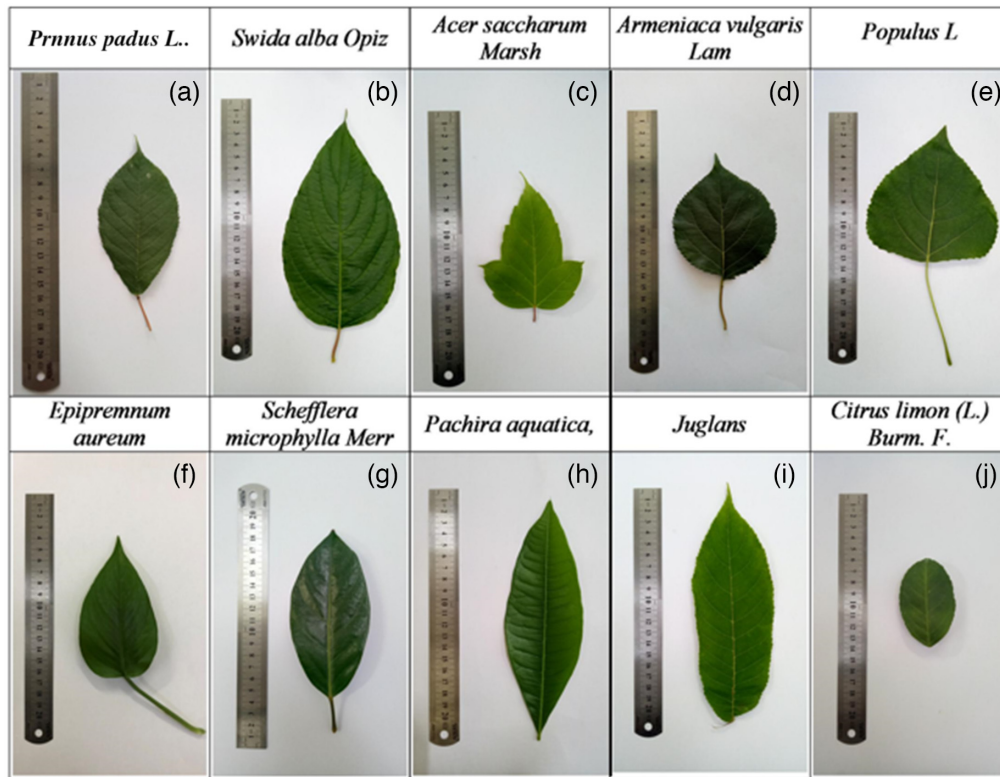 Prnnus padus L..
Swida alba Opiz
Acer saccharum
Marsh
Armeniaca vulgaris
Lam
Populus L
(a)
(b)
(c)
(d)
(e)
Epipremnum
aureum
Schefflera
microphylla Merr
Pachira aquatica,
Juglans
Citrus limon (L.)
Burm. F.
(f)
(g)
(h)
(i)
(j)